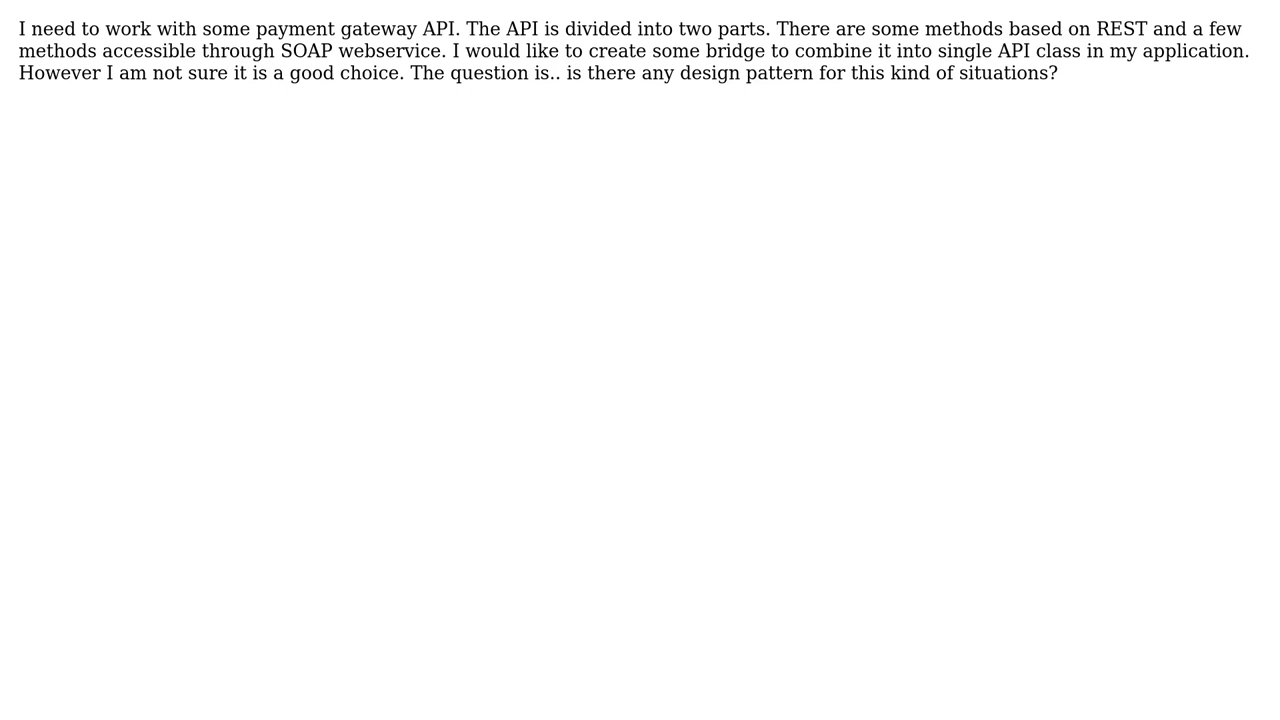 I need to work with some payment gateway API. The API is divided into two parts. There are some methods based on REST and a few
methods accessible through SOAP webservice. I would like to create some bridge to combine it into single API class in my application.
However I am not sure it is a good choice. The question is.. is there any design pattern for this kind of situations?